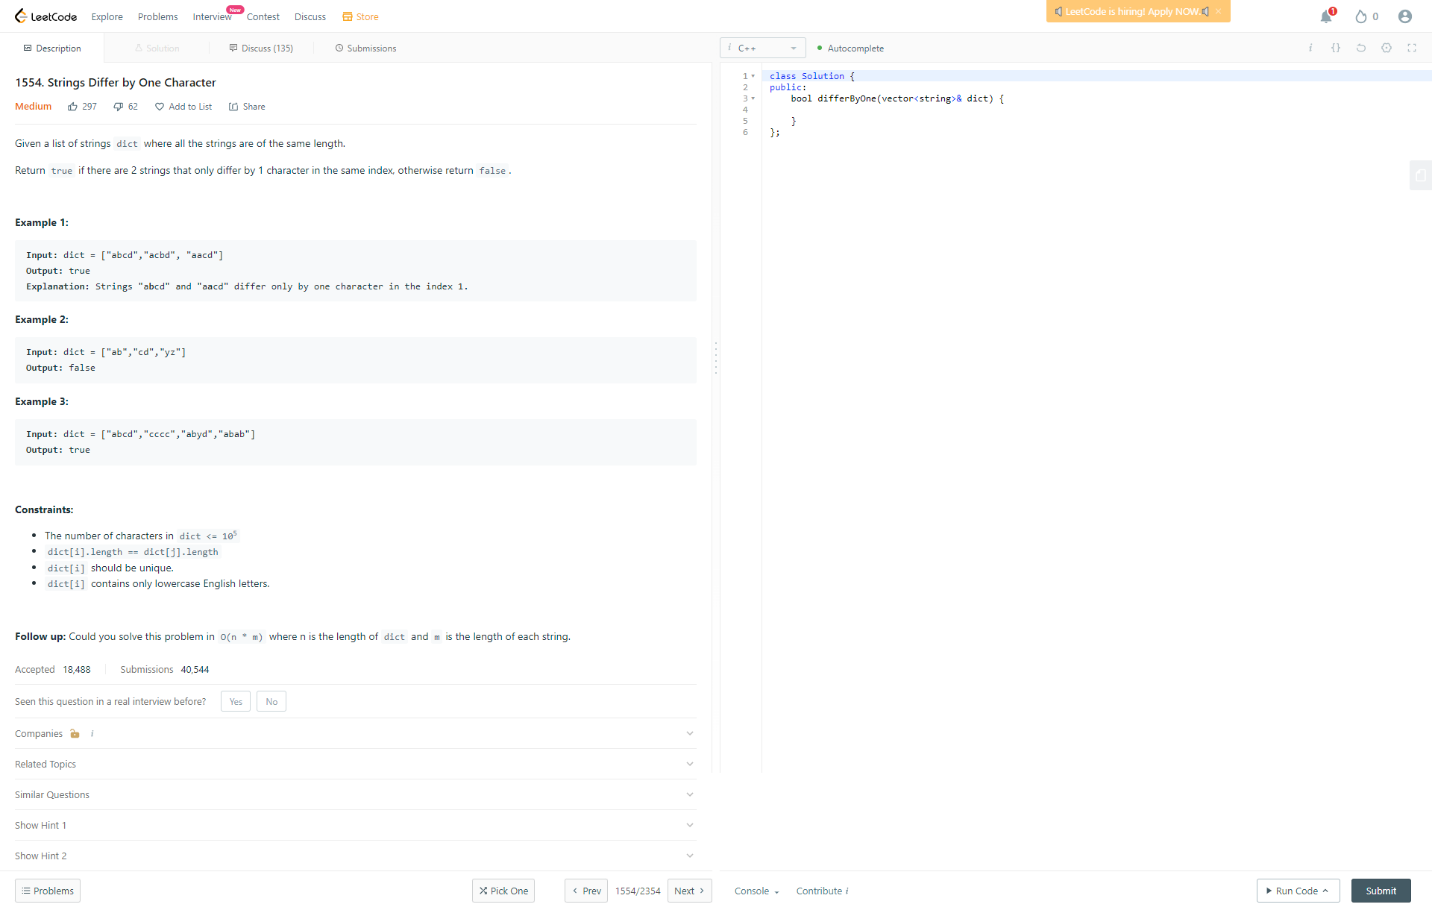 LeetCode Explore Problems Interview New Contest Discuss Store LeetCode is hiring! Apply NOW. × 1 0
Description Solution Discuss (135) Submissions i C++ Autocomplete i {}
1554. Strings Differ by One Character
Medium 297 62 Add to List Share
Given a list of strings dict where all the strings are of the same length.
Return true if there are 2 strings that only differ by 1 character in the same index, otherwise return false .
Example 1:
Input: dict = ["abcd","acbd", "aacd"]
Output: true
Explanation: Strings "abcd" and "aacd" differ only by one character in the index 1.
Example 2:
Input: dict = ["ab","cd","yz"]
Output: false
Example 3:
Input: dict = ["abcd","cccc","abyd","abab"]
Output: true
Constraints:
• The number of characters in dict <= 10⁵
• dict[i].length == dict[j].length
• dict[i] should be unique.
• dict[i] contains only lowercase English letters.
Follow up: Could you solve this problem in O(n * m) where n is the length of dict and m is the length of each string.
Accepted 18,488 Submissions 40,544
Seen this question in a real interview before? Yes No
Companies i
Related Topics
Similar Questions
Show Hint 1
Show Hint 2
Problems Pick One Prev 1554/2354 Next
1 class Solution {
2 public:
3 bool differByOne(vector<string>& dict) {
4
5 }
6 };
Console Contribute i Run Code Submit